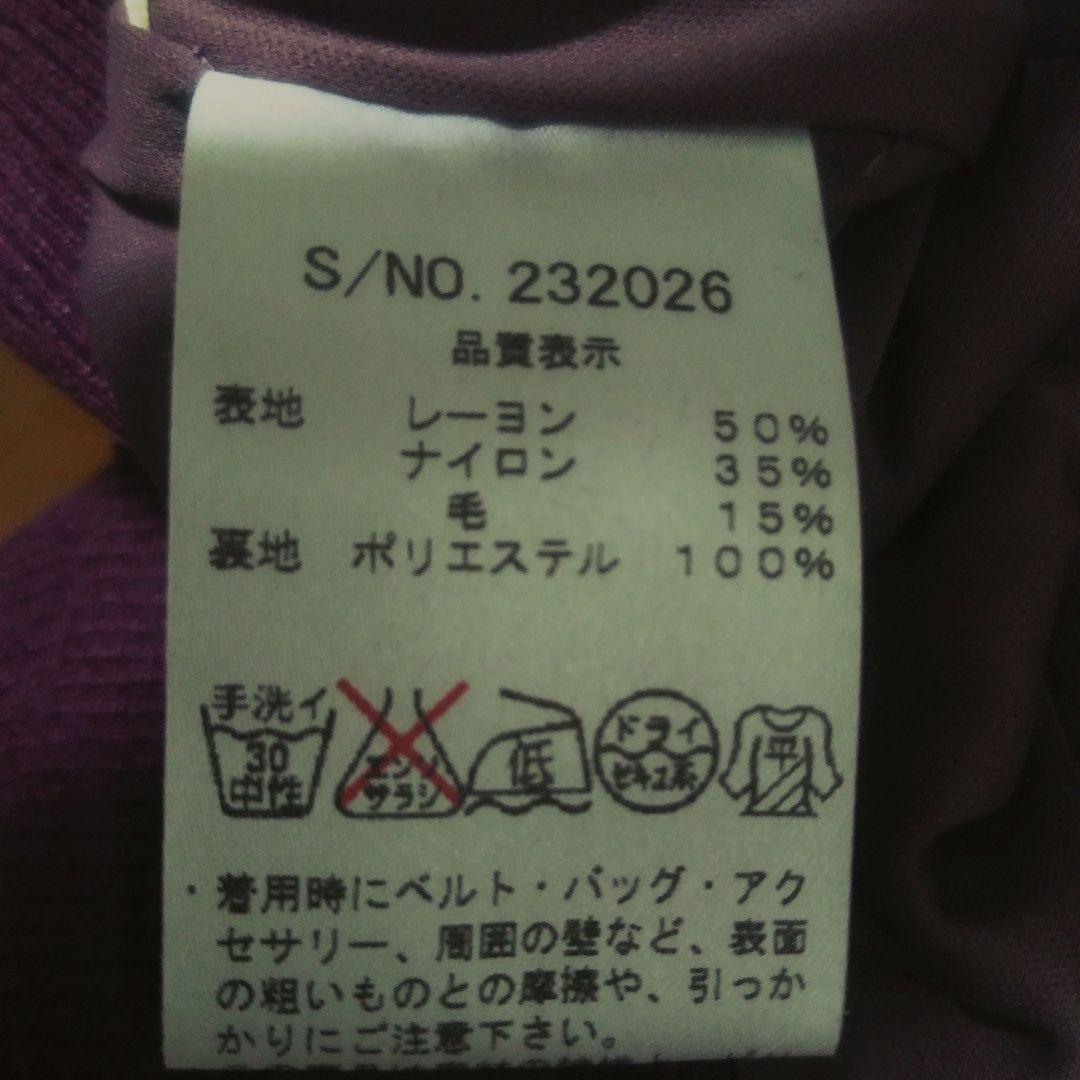 S/NO. 232026
品質表示
表地 レーヨン 50%
ナイロン 35%
毛 15%
裏地 ポリエステル 100%
手洗イ 30 中性
エンソ サラシ
低
ドライ セキユ系
平
・着用時にベルト・バッグ・アク
セサリー、周囲の壁など、表面
の粗いものとの摩擦や、引っか
かりにご注意下さい。